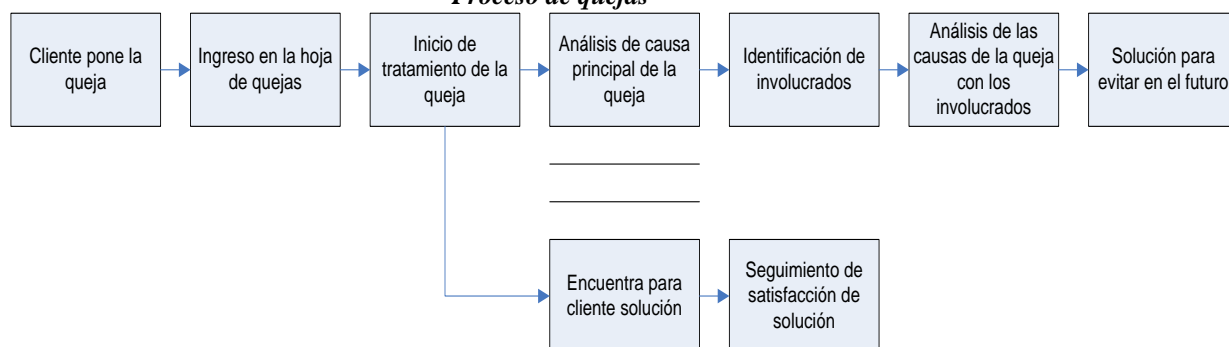 Proceso de quejas
Cliente pone la
queja
Ingreso en la hoja
de quejas
Inicio de
tratamiento de la
queja
Análisis de causa
principal de la
queja
Identificación de
involucrados
Análisis de las
causas de la queja
con los
involucrados
Solución para
evitar en el futuro
Encuentra para
cliente solución
Seguimiento de
satisfacción de
solución